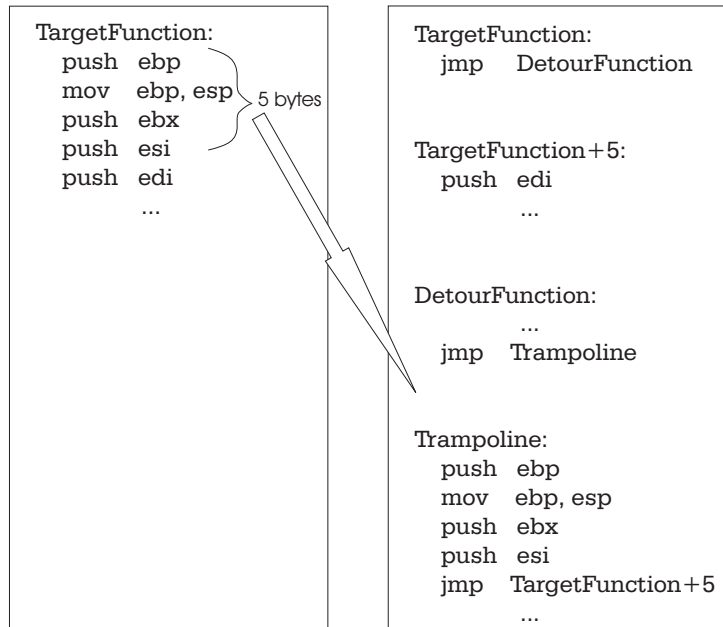 TargetFunction:
push ebp
mov ebp, esp
push ebx
push esi
push edi
...
5 bytes
TargetFunction:
jmp DetourFunction
TargetFunction+5:
push edi
...
DetourFunction:
...
jmp Trampoline
Trampoline:
push ebp
mov ebp, esp
push ebx
push esi
jmp TargetFunction+5
...